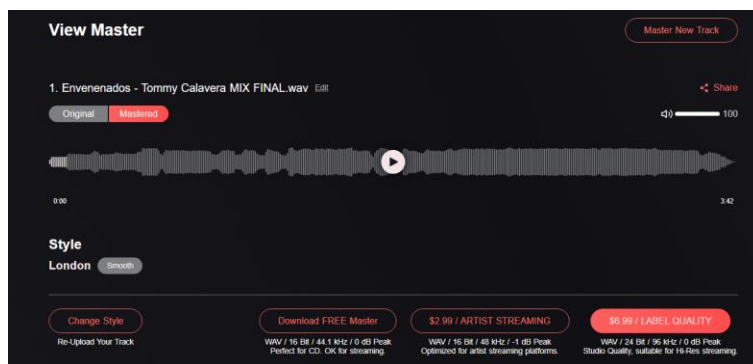 View Master
Master New Track
1. Envenenados - Tommy Calavera MIX FINAL.wav Edit
Share
Original Mastered
100
0:00
3:42
Style
London Smooth
Change Style
Re-Upload Your Track
Download FREE Master
WAV / 16 Bit / 44.1 kHz / 0 dB Peak
Perfect for CD. OK for streaming.
$2.99 / ARTIST STREAMING
WAV / 16 Bit / 48 kHz / -1 dB Peak
Optimized for artist streaming platforms.
$6.99 / LABEL QUALITY
WAV / 24 Bit / 96 kHz / 0 dB Peak
Studio Quality, suitable for Hi-Res streaming.